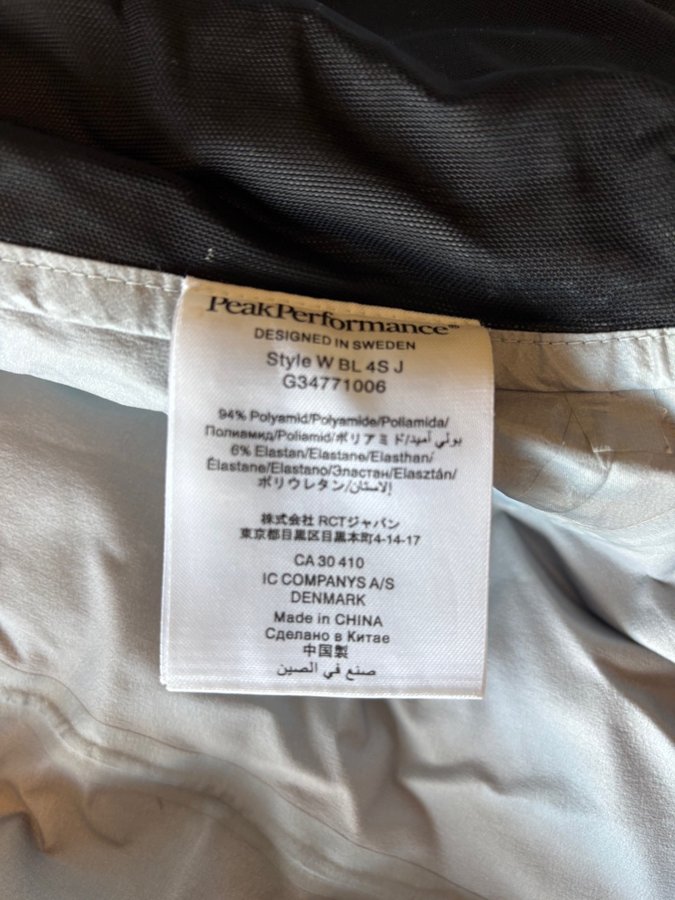 PeakPerformance®
DESIGNED IN SWEDEN
Style W BL 4S J
G34771006
94% Polyamid/Polyamide/Poliamida/
Полиамид/Poliamid/ポリアミド/بولي أميد/
6% Elastan/Elastane/Elasthan/
Élastane/Elastano/Эластан/Elasztán/
ポリウレタン/الاستان/
株式会社 RCTジャパン
東京都目黒区目黒本町4-14-17
CA 30 410
IC COMPANYS A/S
DENMARK
Made in CHINA
Сделано в Китае
中国製
صنع في الصين